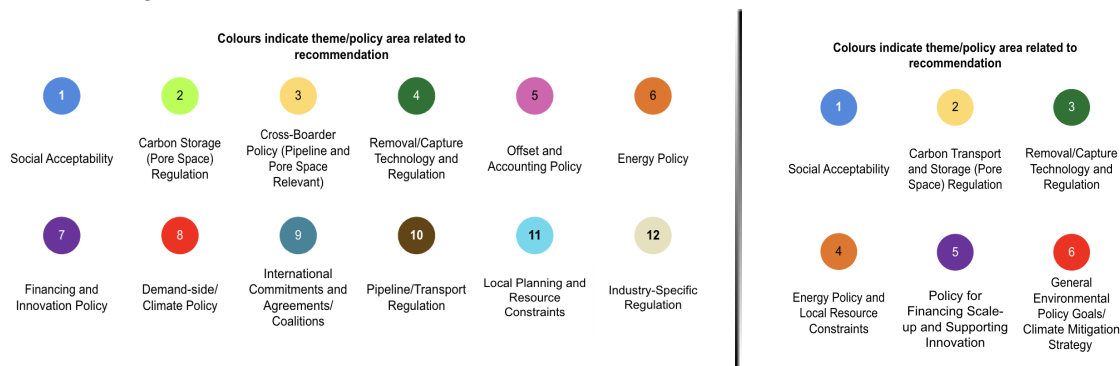 Colours indicate theme/policy area related to
recommendation
1
2
3
4
5
6
Social Acceptability
Carbon Storage
(Pore Space)
Regulation
Cross-Boarder
Policy (Pipeline and
Pore Space
Relevant)
Removal/Capture
Technology and
Regulation
Offset and
Accounting Policy
Energy Policy
7
8
9
10
11
12
Financing and
Innovation Policy
Demand-side/
Climate Policy
International
Commitments and
Agreements/
Coalitions
Pipeline/Transport
Regulation
Local Planning and
Resource
Constraints
Industry-Specific
Regulation
Colours indicate theme/policy area related to
recommendation
1
2
3
Social Acceptability
Carbon Transport
and Storage (Pore
Space) Regulation
Removal/Capture
Technology and
Regulation
4
5
6
Energy Policy and
Local Resource
Constraints
Policy for
Financing Scale-
up and Supporting
Innovation
General
Environmental
Policy Goals/
Climate Mitigation
Strategy